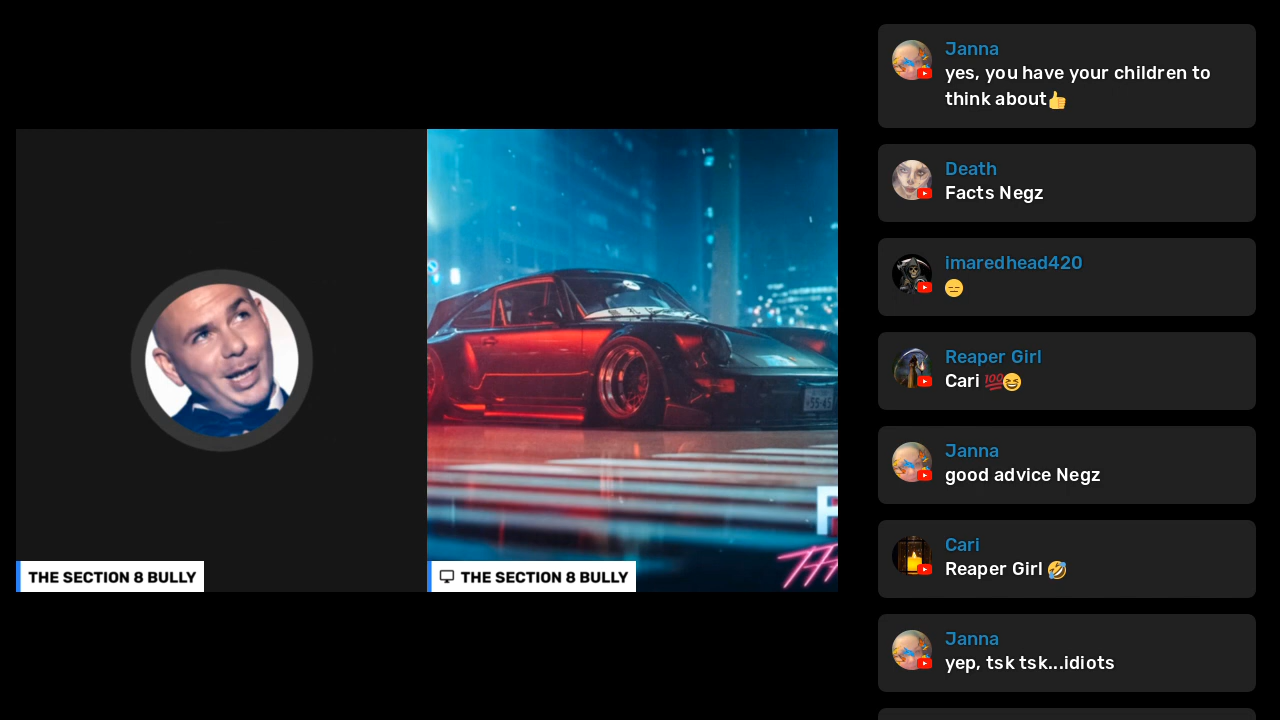 THE SECTION 8 BULLY
THE SECTION 8 BULLY
Janna
yes, you have your children to
think about👍
Death
Facts Negz
imaredhead420
😑
Reaper Girl
Cari 💯😆
Janna
good advice Negz
Cari
Reaper Girl 🤣
Janna
yep, tsk tsk...idiots